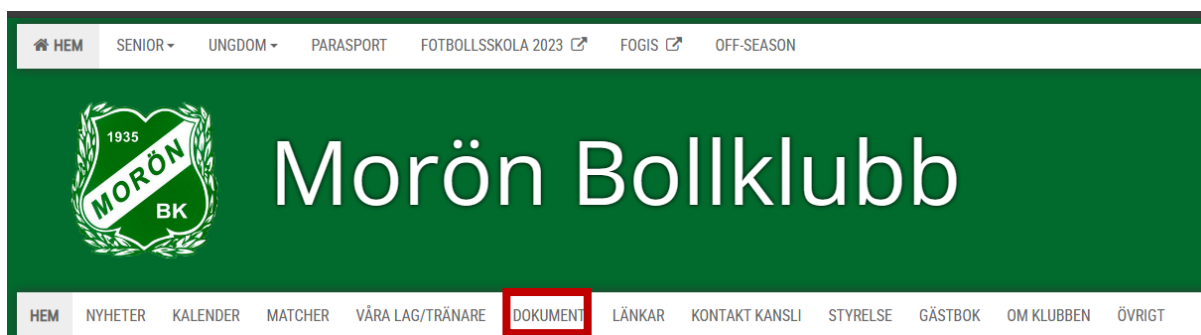 HEM SENIOR UNGDOM PARASPORT FOTBOLLSSKOLA 2023 FOGIS OFF-SEASON
1935
MORÖN
BK
Morön Bollklubb
HEM NYHETER KALENDER MATCHER VÅRA LAG/TRÄNARE DOKUMENT LÄNKAR KONTAKT KANSLI STYRELSE GÄSTBOK OM KLUBBEN ÖVRIGT